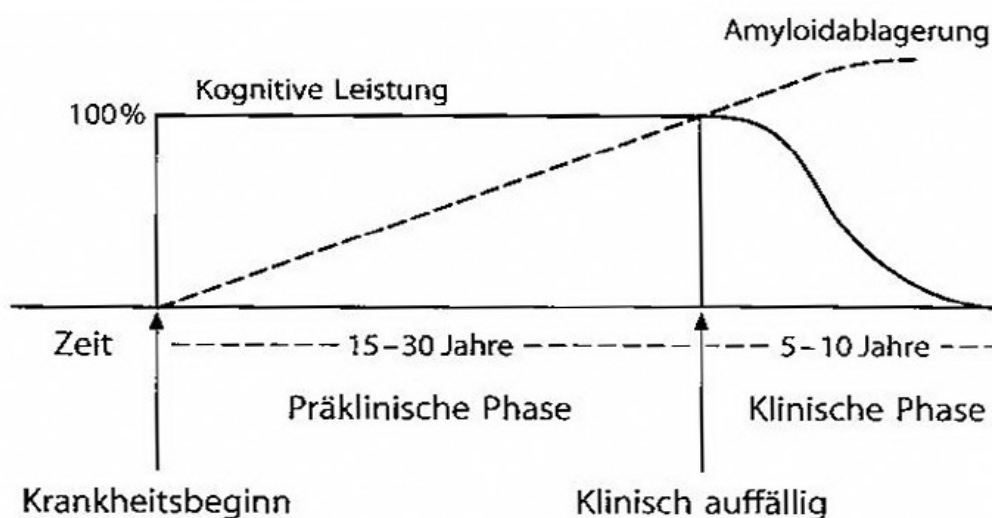 Amyloidablagerung
Kognitive Leistung
100%
Zeit
15–30 Jahre
5–10 Jahre
Präklinische Phase
Klinische Phase
Krankheitsbeginn
Klinisch auffällig